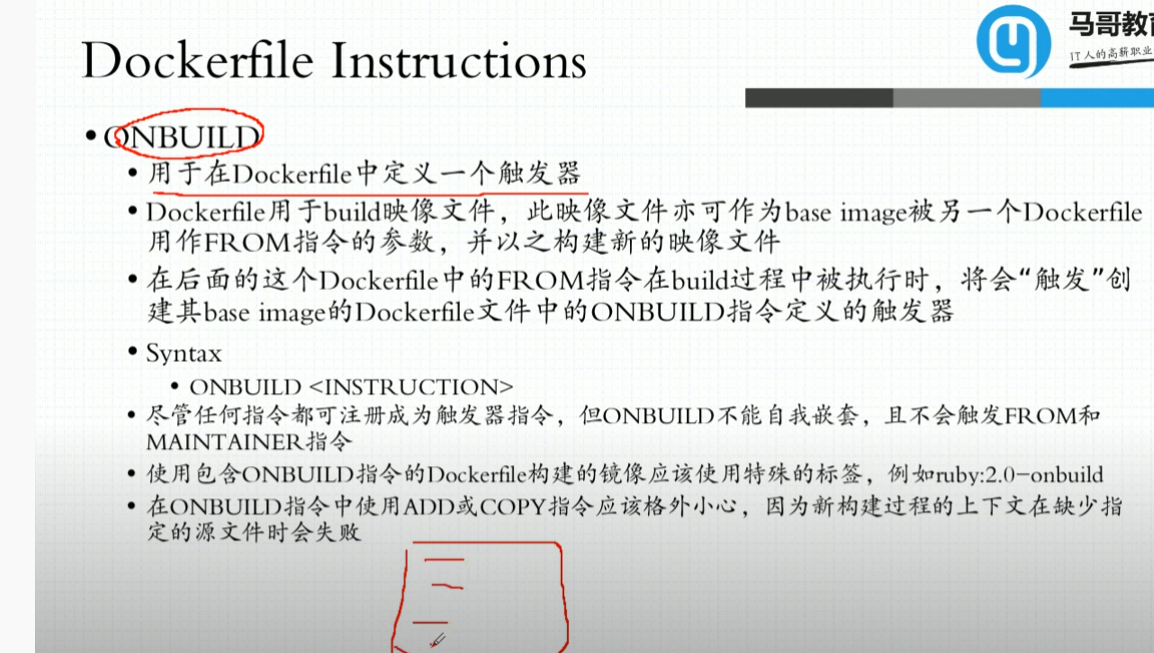 马哥教育
IT人的高薪职业
Dockerfile Instructions
• ONBUILD
• 用于在Dockerfile中定义一个触发器
• Dockerfile用于build映像文件，此映像文件亦可作为base image被另一个Dockerfile
用作FROM指令的参数，并以之构建新的映像文件
• 在后面的这个Dockerfile中的FROM指令在build过程中被执行时，将会“触发”创
建其base image的Dockerfile文件中的ONBUILD指令定义的触发器
• Syntax
• ONBUILD <INSTRUCTION>
• 尽管任何指令都可注册成为触发器指令，但ONBUILD不能自我嵌套，且不会触发FROM和
MAINTAINER指令
• 使用包含ONBUILD指令的Dockerfile构建的镜像应该使用特殊的标签，例如ruby:2.0-onbuild
• 在ONBUILD指令中使用ADD或COPY指令应该格外小心，因为新构建过程的上下文在缺少指
定的源文件时会失败